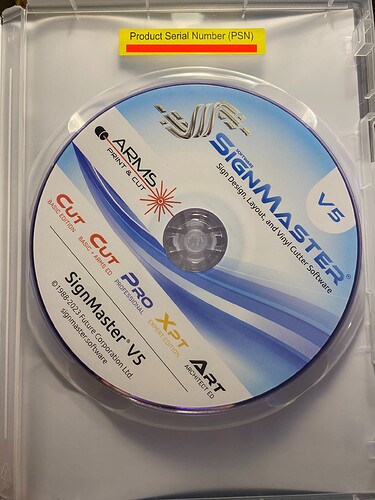 Product Serial Number (PSN)
SOFTWARE
SIGNMASTER®
Sign Design, Layout, and Vinyl Cutter Software
V5
ARMS
PRINT & CUT
CUT
BASIC EDITION
CUT
BASIC + ARMS ED
PRO
PROFESSIONAL
XPT
EXPERT EDITION
ART
ARCHITECT ED
SignMaster® V5
©1988-2023 Future Corporation Ltd.
signmaster.software